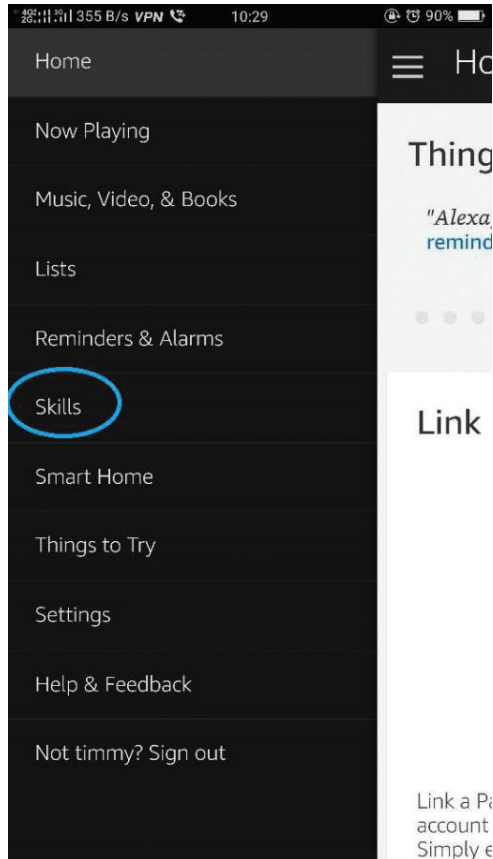 355 B/s VPN 10:29 90%
Home
Now Playing
Music, Video, & Books
Lists
Reminders & Alarms
Skills
Smart Home
Things to Try
Settings
Help & Feedback
Not timmy? Sign out
Ho
Thing
"Alexa,
remind
Link
Link a Pa
account
Simply e